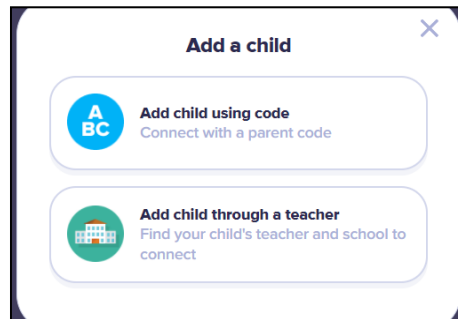 Add a child
A
BC
Add child using code
Connect with a parent code
Add child through a teacher
Find your child's teacher and school to
connect